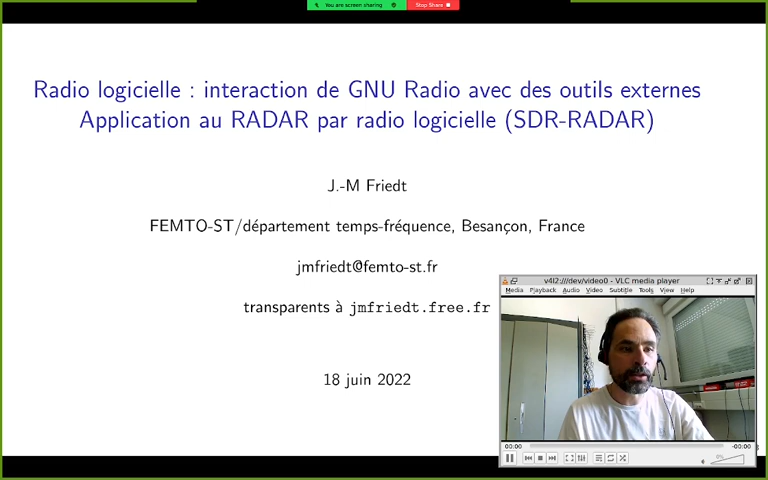 You are screen sharing
Stop Share
Radio logicielle : interaction de GNU Radio avec des outils externes
Application au RADAR par radio logicielle (SDR-RADAR)
J.-M Friedt
FEMTO-ST/département temps-fréquence, Besançon, France
jmfriedt@femto-st.fr
transparents à jmfriedt.free.fr
18 juin 2022
v4l2:///dev/video0 - VLC media player
Media Playback Audio Video Subtitle Tools View Help
00:00
-00:00
0%